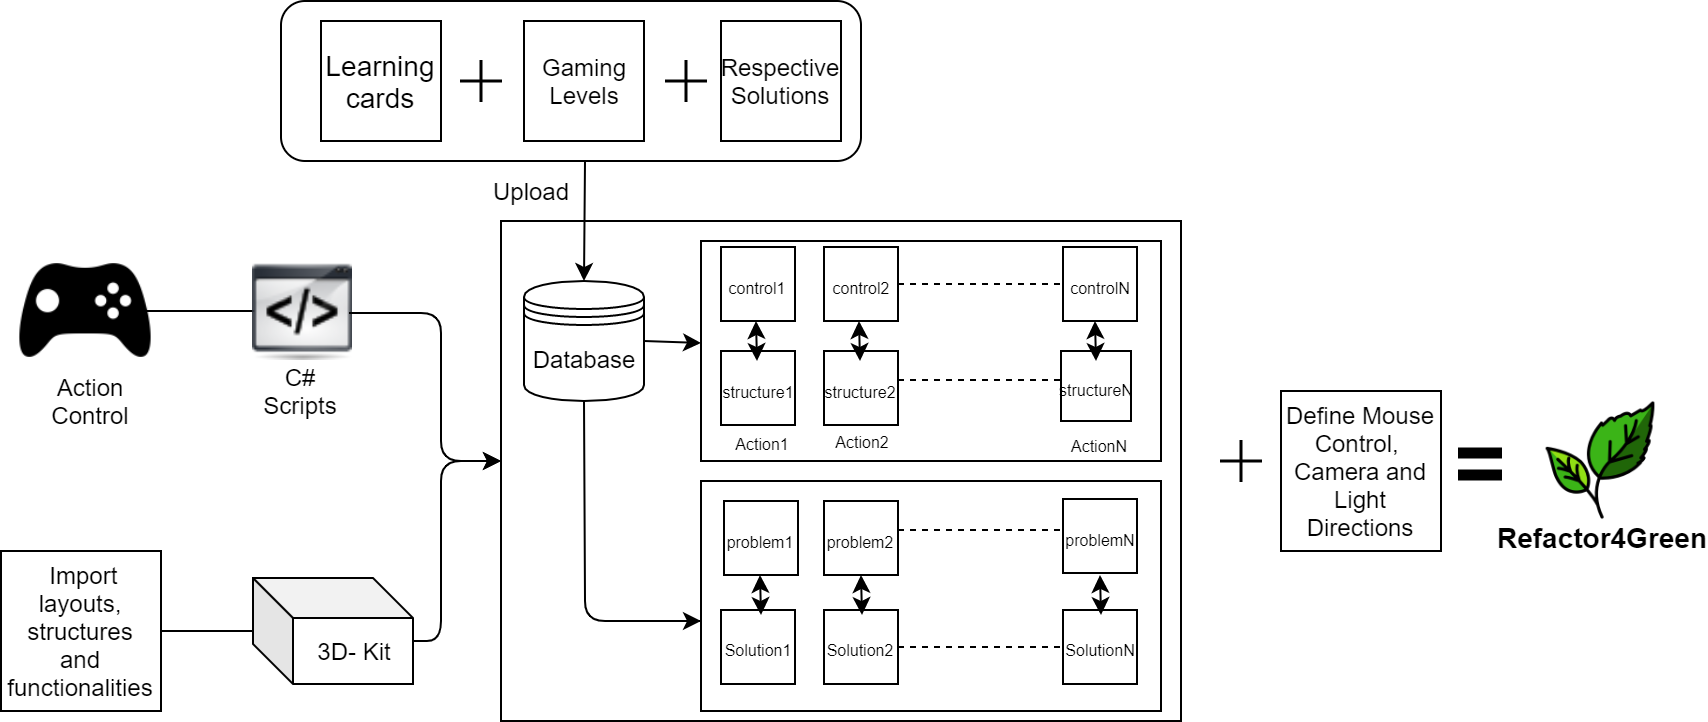 Learning
cards
Gaming
Levels
Respective
Solutions
Upload
Action
Control
</>
C#
Scripts
Import
layouts,
structures
and
functionalities
3D- Kit
Database
control1
control2
controlN
structure1
structure2
structureN
Action1
Action2
ActionN
problem1
problem2
problemN
Solution1
Solution2
SolutionN
Define Mouse
Control,
Camera and
Light
Directions
Refactor4Green